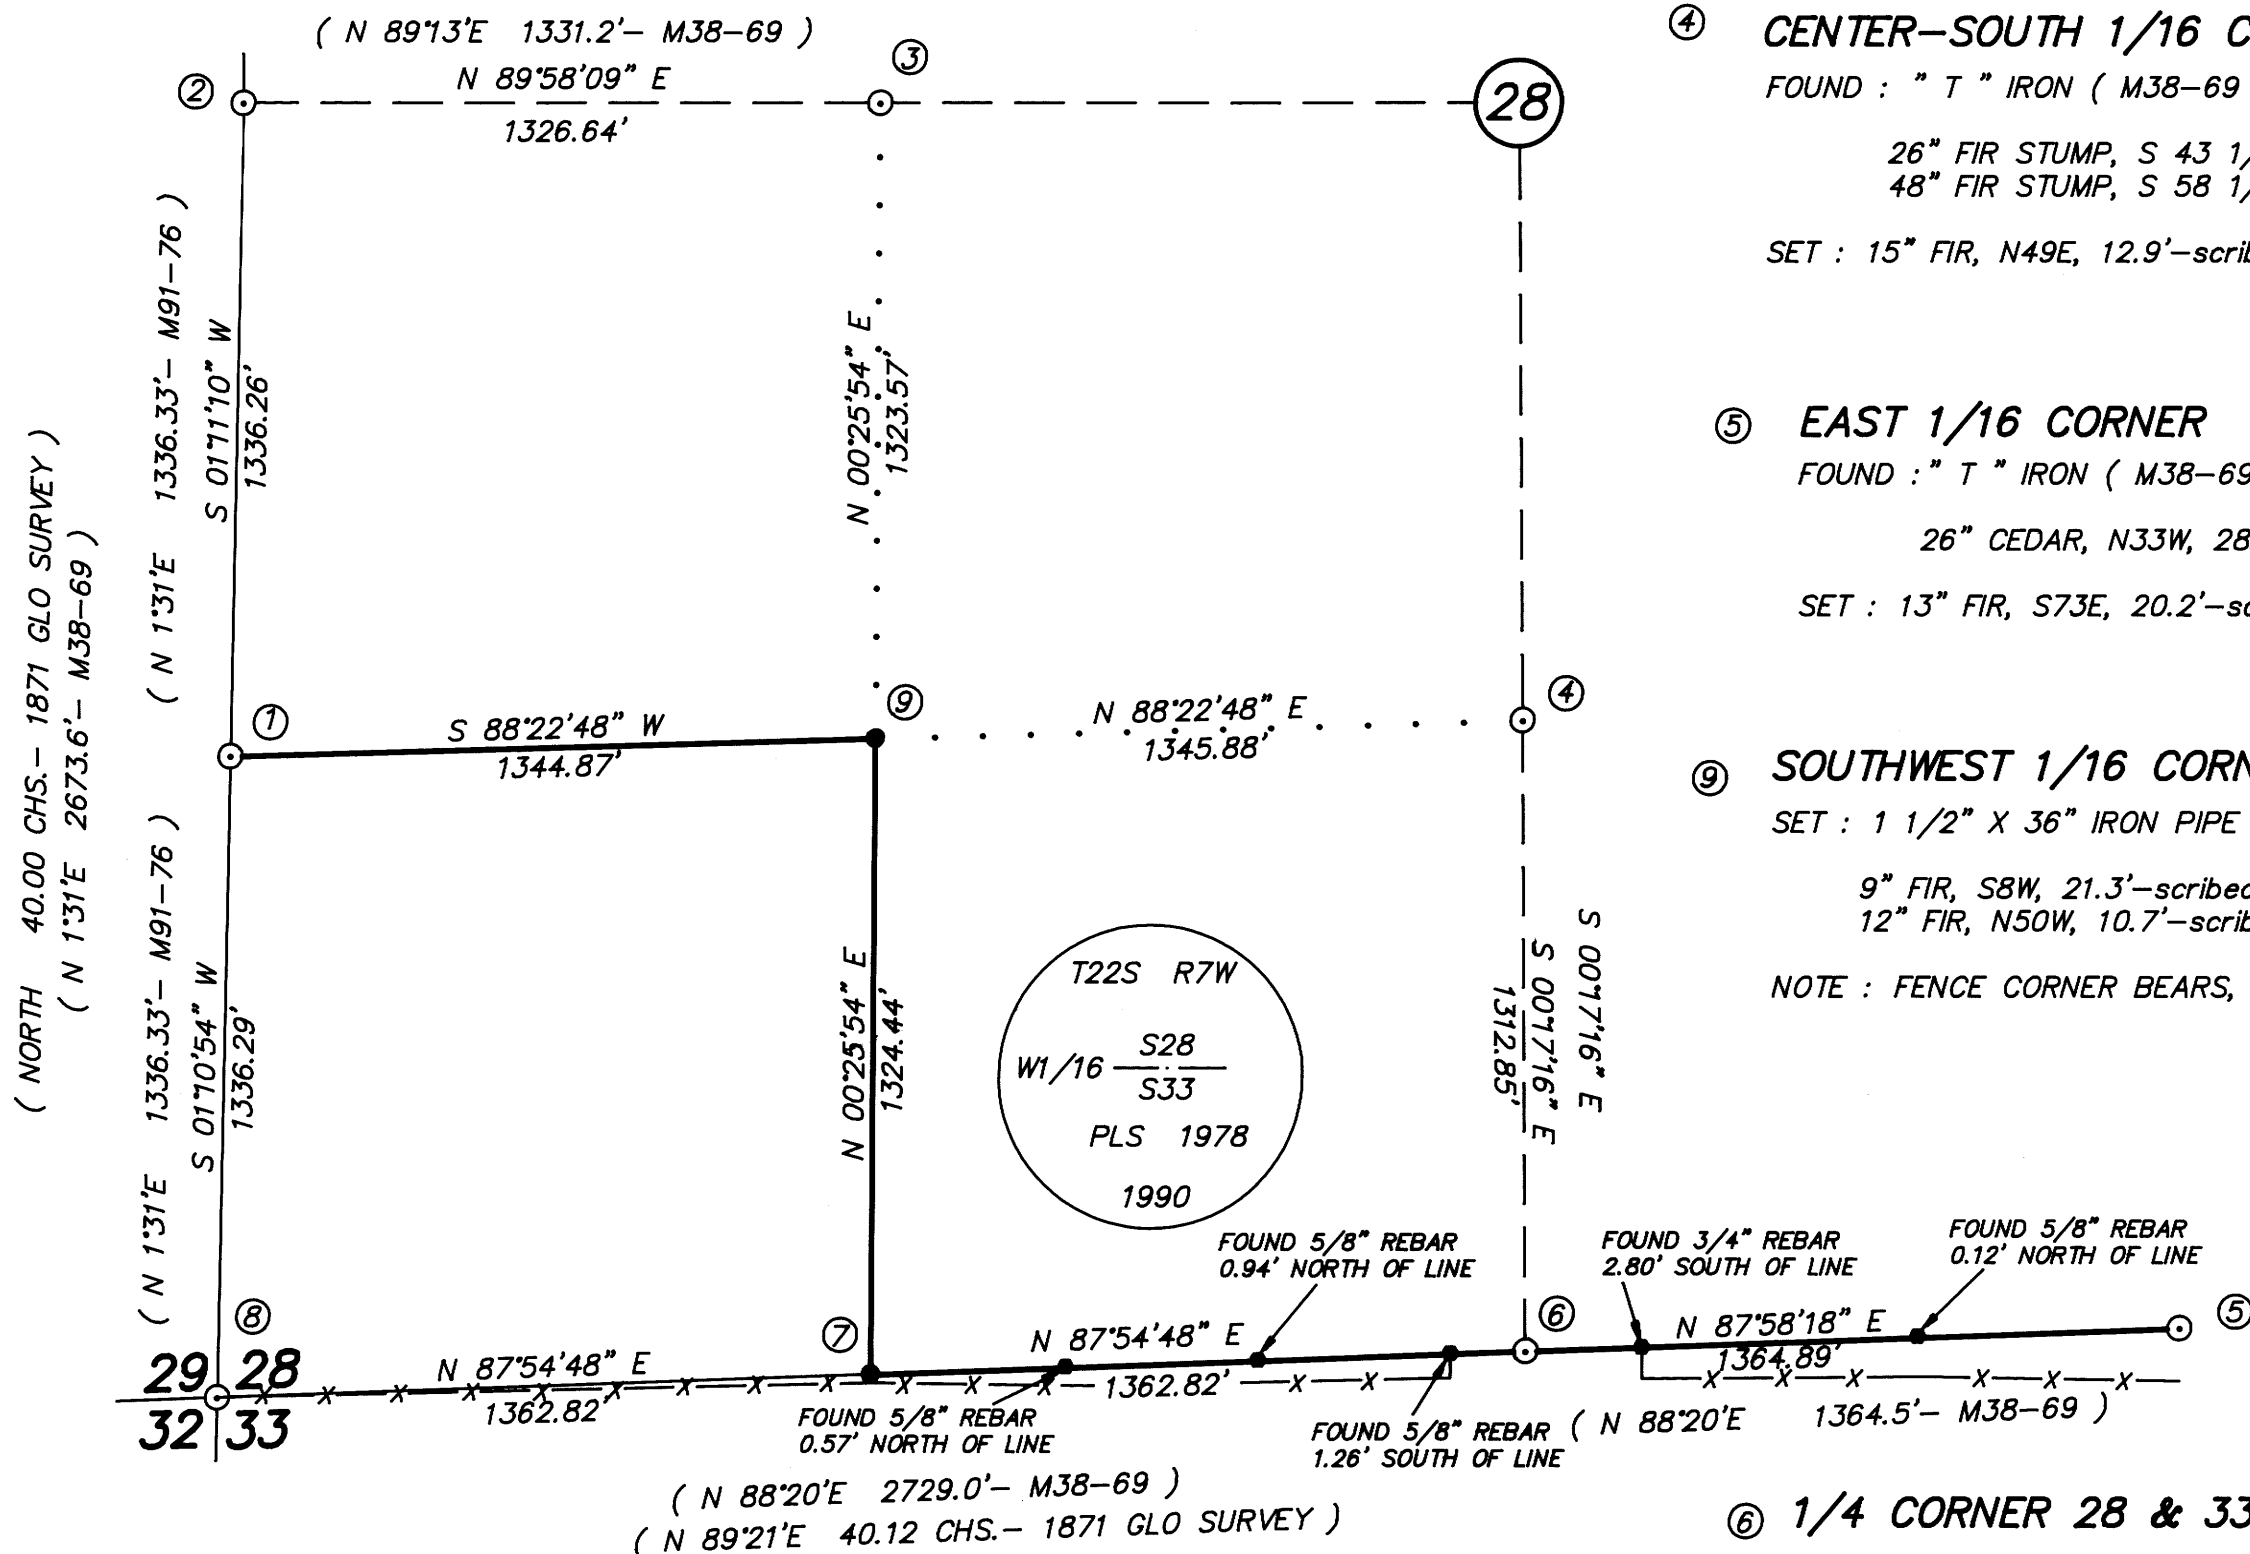 ( N 89°13'E 1331.2'– M38–69 )
N 89°58'09" E
1326.64'
②
③
28
( NORTH 40.00 CHS.– 1871 GLO SURVEY )
( N 1°31'E 2673.6'– M38–69 )
( N 1°31'E 1336.33'– M91–76 )
S 01°11'10" W
1336.26'
N 00°25'54" E
1323.57'
①
S 88°22'48" W
1344.87'
⑨
N 88°22'48" E
1345.88'
④
( N 1°31'E 1336.33'– M91–76 )
S 01°10'54" W
1336.29'
N 00°25'54" E
1324.44'
T22S R7W
W1/16 S28
S33
PLS 1978
1990
S 00°17'16" E
S 00°17'16" E
1312.85'
FOUND 5/8" REBAR
0.94' NORTH OF LINE
FOUND 3/4" REBAR
2.80' SOUTH OF LINE
FOUND 5/8" REBAR
0.12' NORTH OF LINE
⑧
⑦
⑥
⑤
29 28
32 33
N 87°54'48" E
1362.82'
N 87°54'48" E
1362.82'
N 87°58'18" E
1364.89'
FOUND 5/8" REBAR
0.57' NORTH OF LINE
FOUND 5/8" REBAR
1.26' SOUTH OF LINE
( N 88°20'E 1364.5'– M38–69 )
( N 88°20'E 2729.0'– M38–69 )
( N 89°21'E 40.12 CHS.– 1871 GLO SURVEY )
④ CENTER–SOUTH 1/16 C
FOUND : " T " IRON ( M38–69
26" FIR STUMP, S 43 1/
48" FIR STUMP, S 58 1/
SET : 15" FIR, N49E, 12.9'–scrib
⑤ EAST 1/16 CORNER
FOUND : " T " IRON ( M38–69
26" CEDAR, N33W, 28
SET : 13" FIR, S73E, 20.2'–sc
⑨ SOUTHWEST 1/16 CORN
SET : 1 1/2" X 36" IRON PIPE
9" FIR, S8W, 21.3'–scribed
12" FIR, N50W, 10.7'–scrib
NOTE : FENCE CORNER BEARS,
⑥ 1/4 CORNER 28 & 33